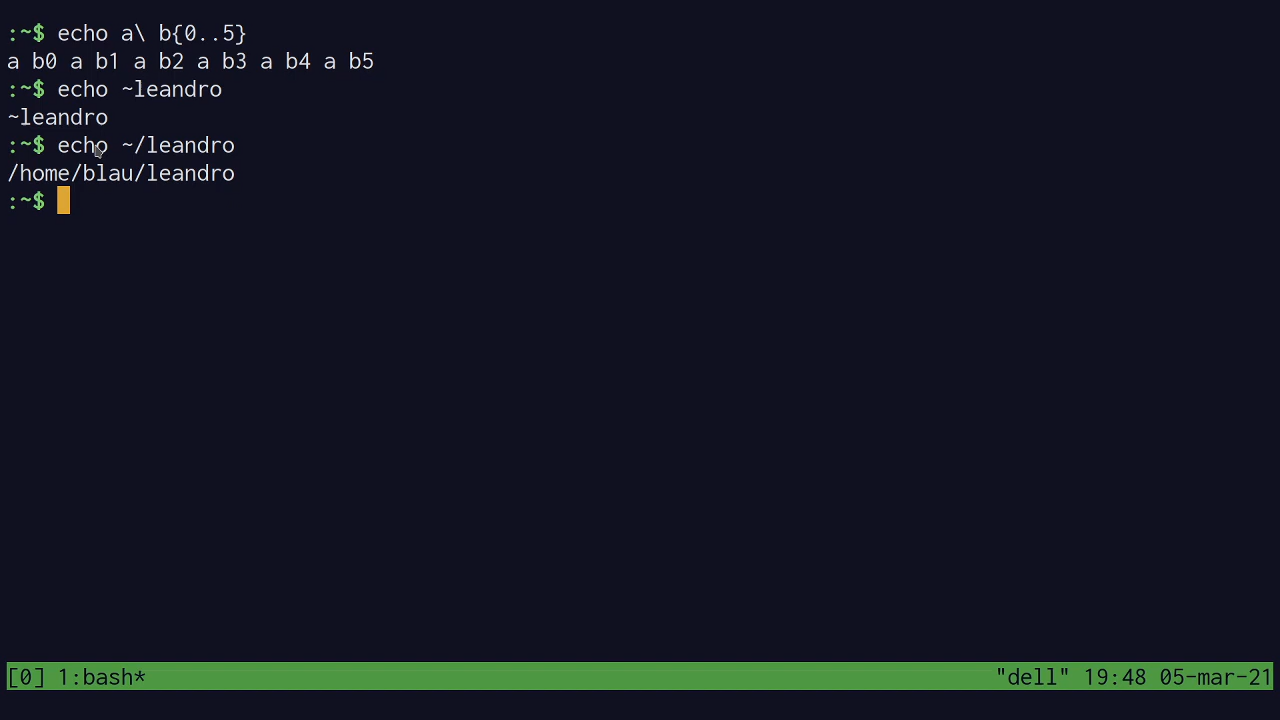 :~$ echo a\ b{0..5}
a b0 a b1 a b2 a b3 a b4 a b5
:~$ echo ~leandro
~leandro
:~$ echo ~/leandro
/home/blau/leandro
:~$
[0] 1:bash* "dell" 19:48 05-mar-21